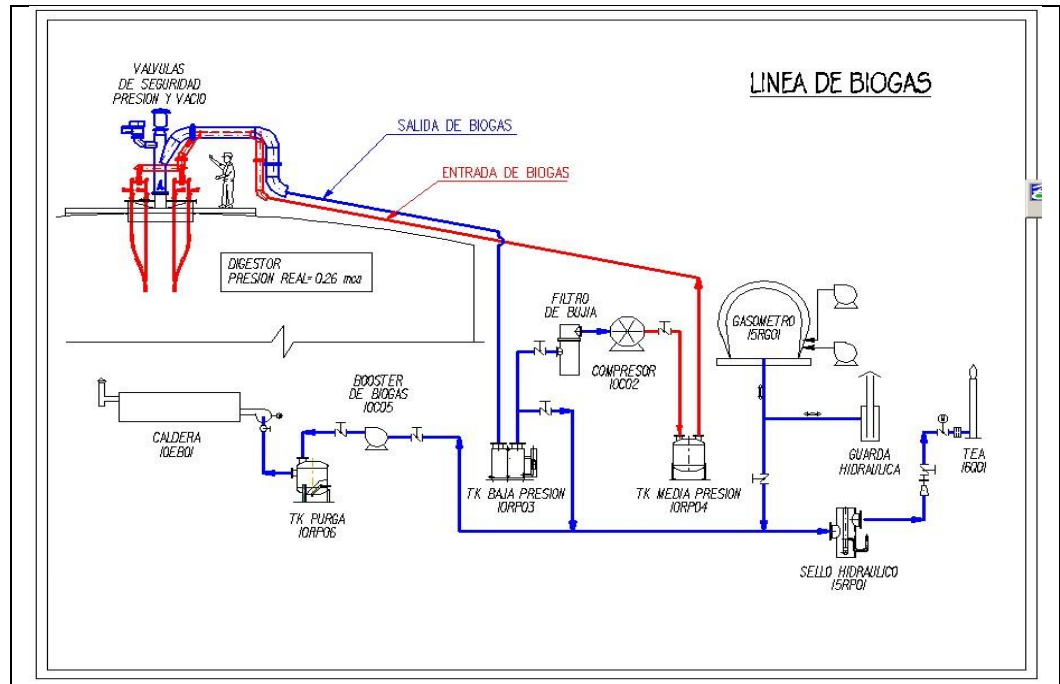 LINEA DE BIOGAS
VALVULAS
DE SEGURIDAD
PRESION Y VACIO
SALIDA DE BIOGAS
ENTRADA DE BIOGAS
DIGESTOR
PRESION REAL= 0.26 mca
FILTRO
DE BUJIA
GASOMETRO
15RG01
COMPRESOR
10C02
BOOSTER
DE BIOGAS
10C05
CALDERA
10EB01
GUARDA
HIDRAULICA
TEA
16QD1
TK BAJA PRESION
10RP03
TK MEDIA PRESION
10RP04
TK PURGA
10RP06
SELLO HIDRAULICO
15RP01